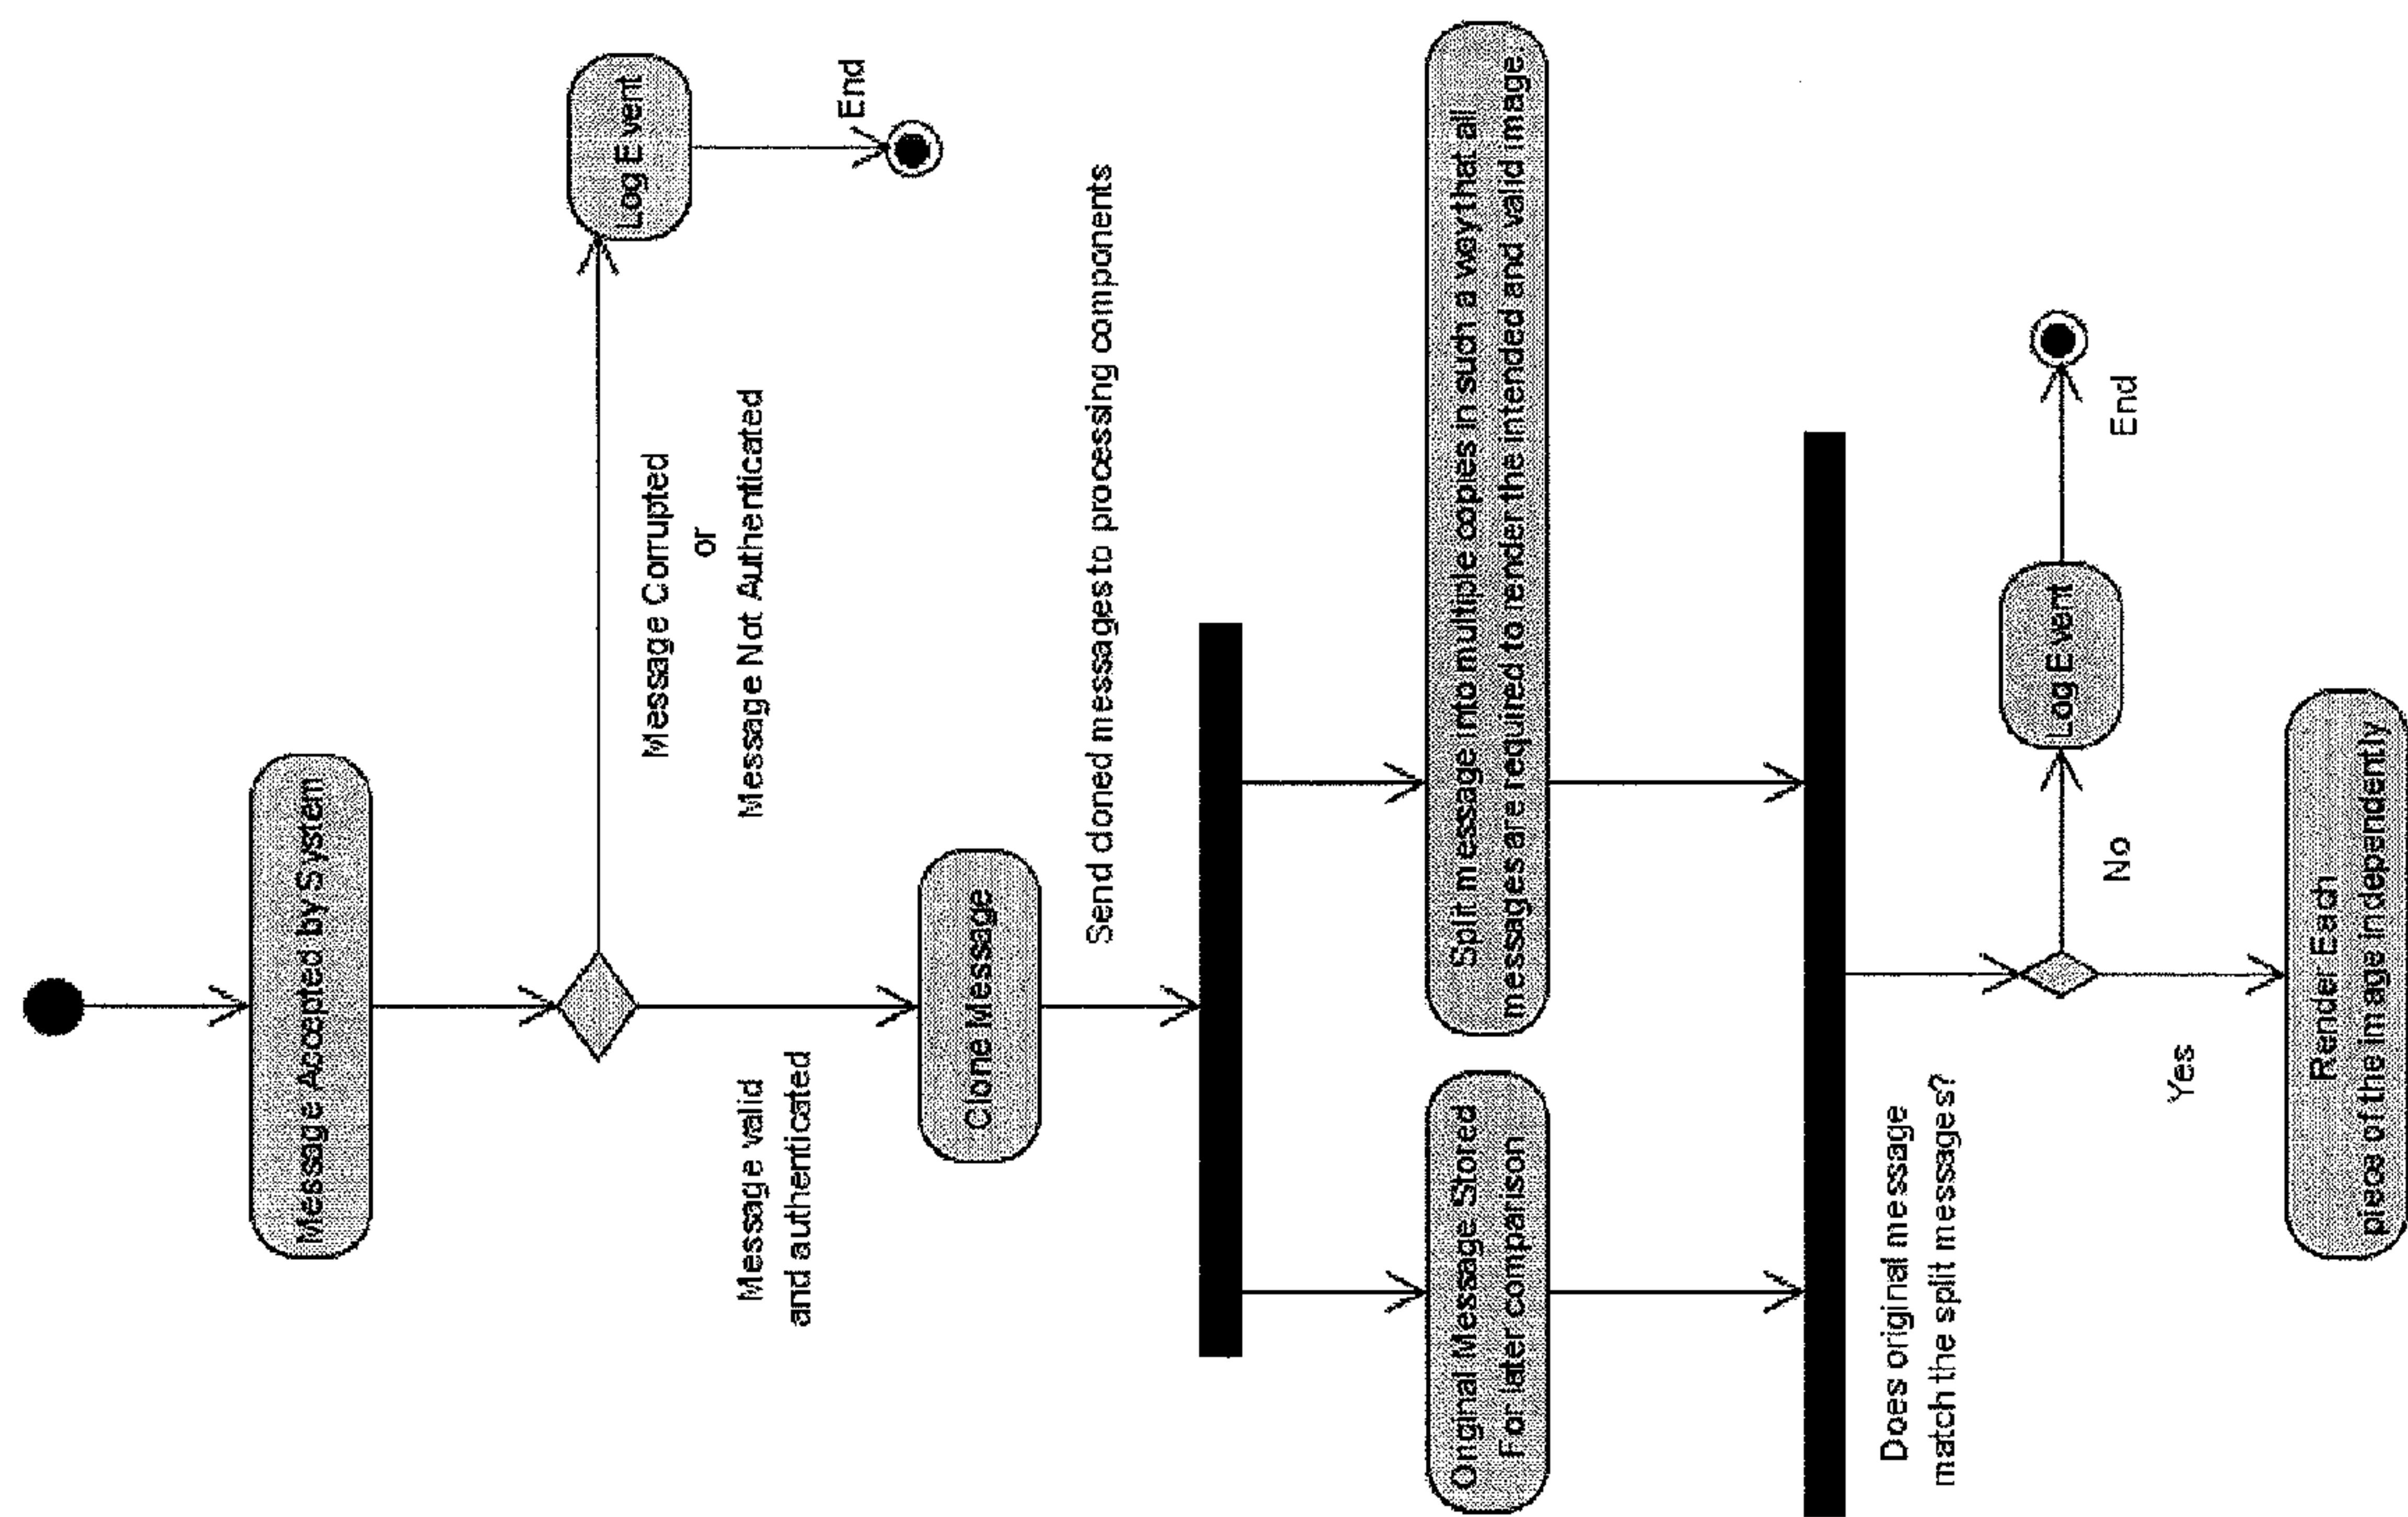 Message Accepted by System
Message Corrupted
or
Message Not Authenticated
Log Event
End
Message valid
and authenticated
Clone Message
Send cloned messages to processing components
Original Message Stored
For later comparison
Split message into multiple copies in such a way that all
messages are required to render the intended and valid image.
Does original message
match the split messages?
No
Log Event
End
Yes
Render Each
piece of the image independently